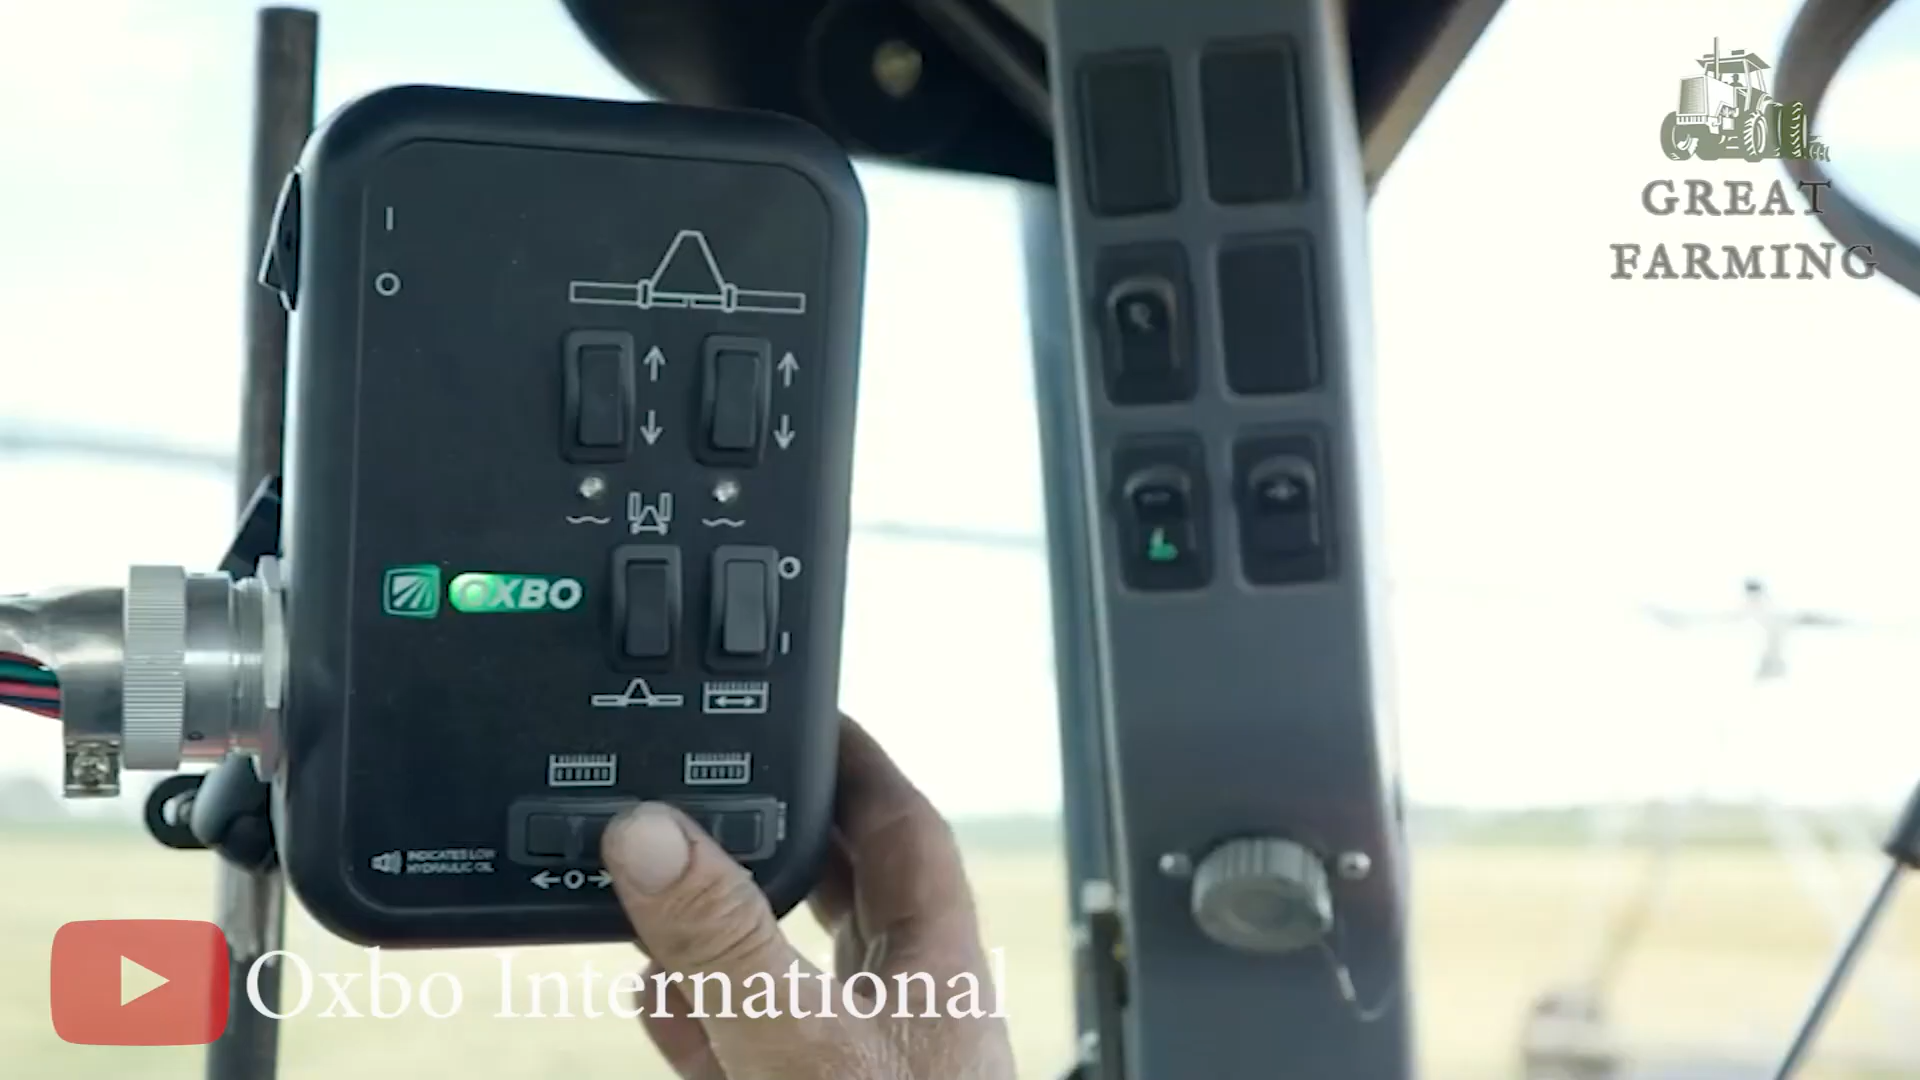 GREAT
FARMING
I
O
OXBO
O
I
INDICATES LOW
HYDRAULIC OIL
←O→
Oxbo International